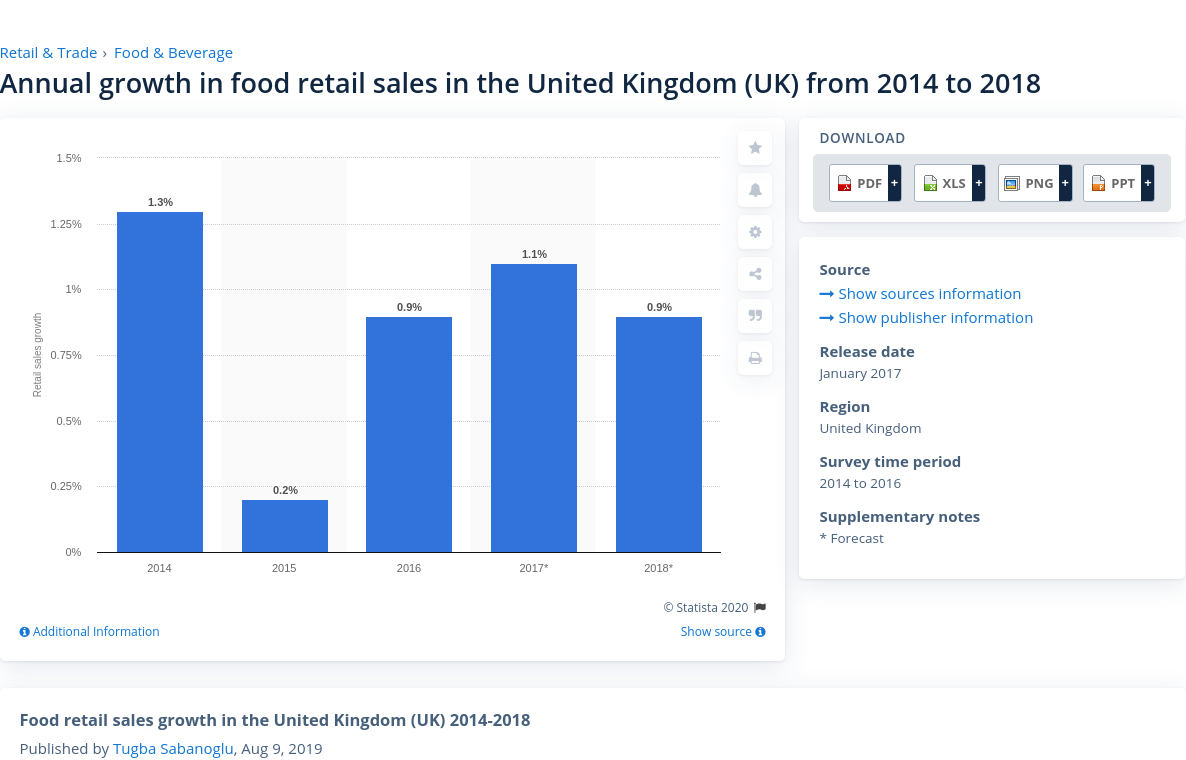 Retail & Trade › Food & Beverage
Annual growth in food retail sales in the United Kingdom (UK) from 2014 to 2018
1.5%
1.25%
1%
0.75%
0.5%
0.25%
0%
Retail sales growth
1.3%
0.2%
0.9%
1.1%
0.9%
2014 2015 2016 2017* 2018*
© Statista 2020
Additional Information Show source
DOWNLOAD
PDF + XLS + PNG + PPT +
Source
Show sources information
Show publisher information
Release date
January 2017
Region
United Kingdom
Survey time period
2014 to 2016
Supplementary notes
* Forecast
Food retail sales growth in the United Kingdom (UK) 2014-2018
Published by Tugba Sabanoglu, Aug 9, 2019